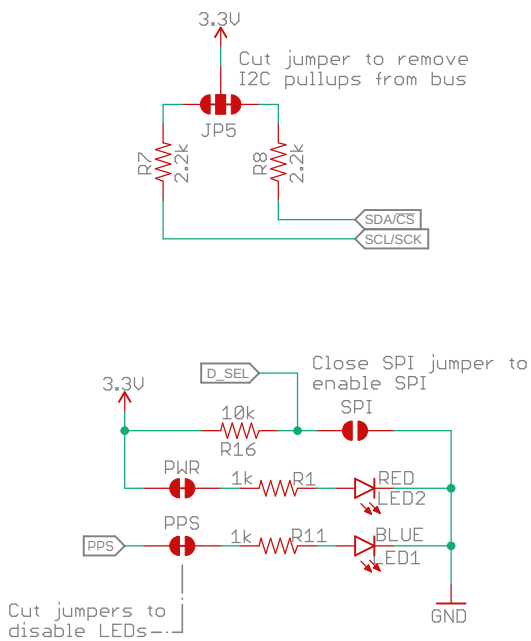 3.3V
Cut jumper to remove
I2C pullups from bus
JP5
R7
2.2k
R8
2.2k
SDA/CS
SCL/SCK
D_SEL
Close SPI jumper to
enable SPI
3.3V
10k
R16
SPI
PWR
1k
R1
RED
LED2
PPS
PPS
1k
R11
BLUE
LED1
Cut jumpers to
disable LEDs
GND